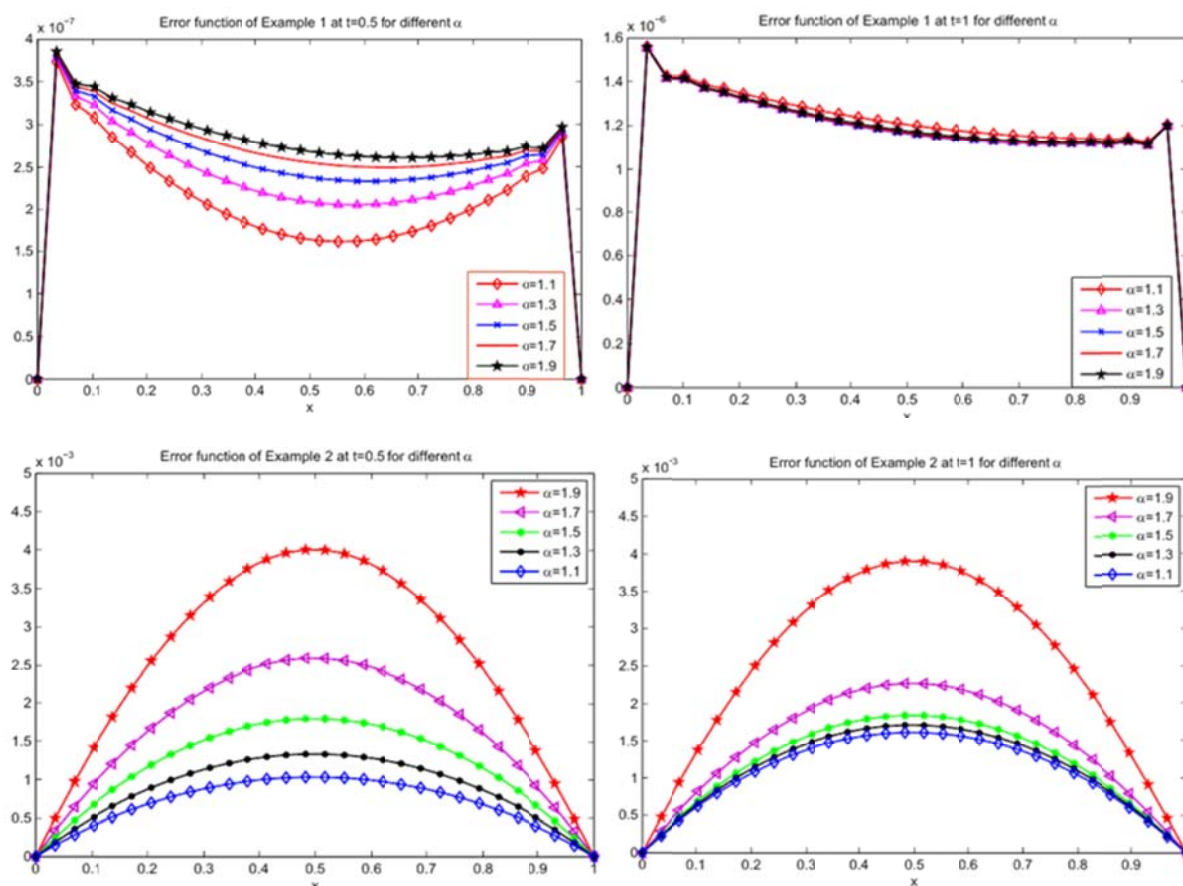 Error function of Example 1 at t=0.5 for different α
x 10⁻⁷
4
3.5
3
2.5
2
1.5
1
0.5
0
0 0.1 0.2 0.3 0.4 0.5 0.6 0.7 0.8 0.9 1
x
α=1.1
α=1.3
α=1.5
α=1.7
α=1.9
Error function of Example 1 at t=1 for different α
x 10⁻⁶
1.6
1.4
1.2
1
0.8
0.6
0.4
0.2
0
0 0.1 0.2 0.3 0.4 0.5 0.6 0.7 0.8 0.9
α=1.1
α=1.3
α=1.5
α=1.7
α=1.9
Error function of Example 2 at t=0.5 for different α
x 10⁻³
5
4.5
4
3.5
3
2.5
2
1.5
1
0.5
0
0 0.1 0.2 0.3 0.4 0.5 0.6 0.7 0.8 0.9 1
x
α=1.9
α=1.7
α=1.5
α=1.3
α=1.1
Error function of Example 2 at t=1 for different α
x 10⁻³
5
4.5
4
3.5
3
2.5
2
1.5
1
0.5
0
0 0.1 0.2 0.3 0.4 0.5 0.6 0.7 0.8 0.9
x
α=1.9
α=1.7
α=1.5
α=1.3
α=1.1